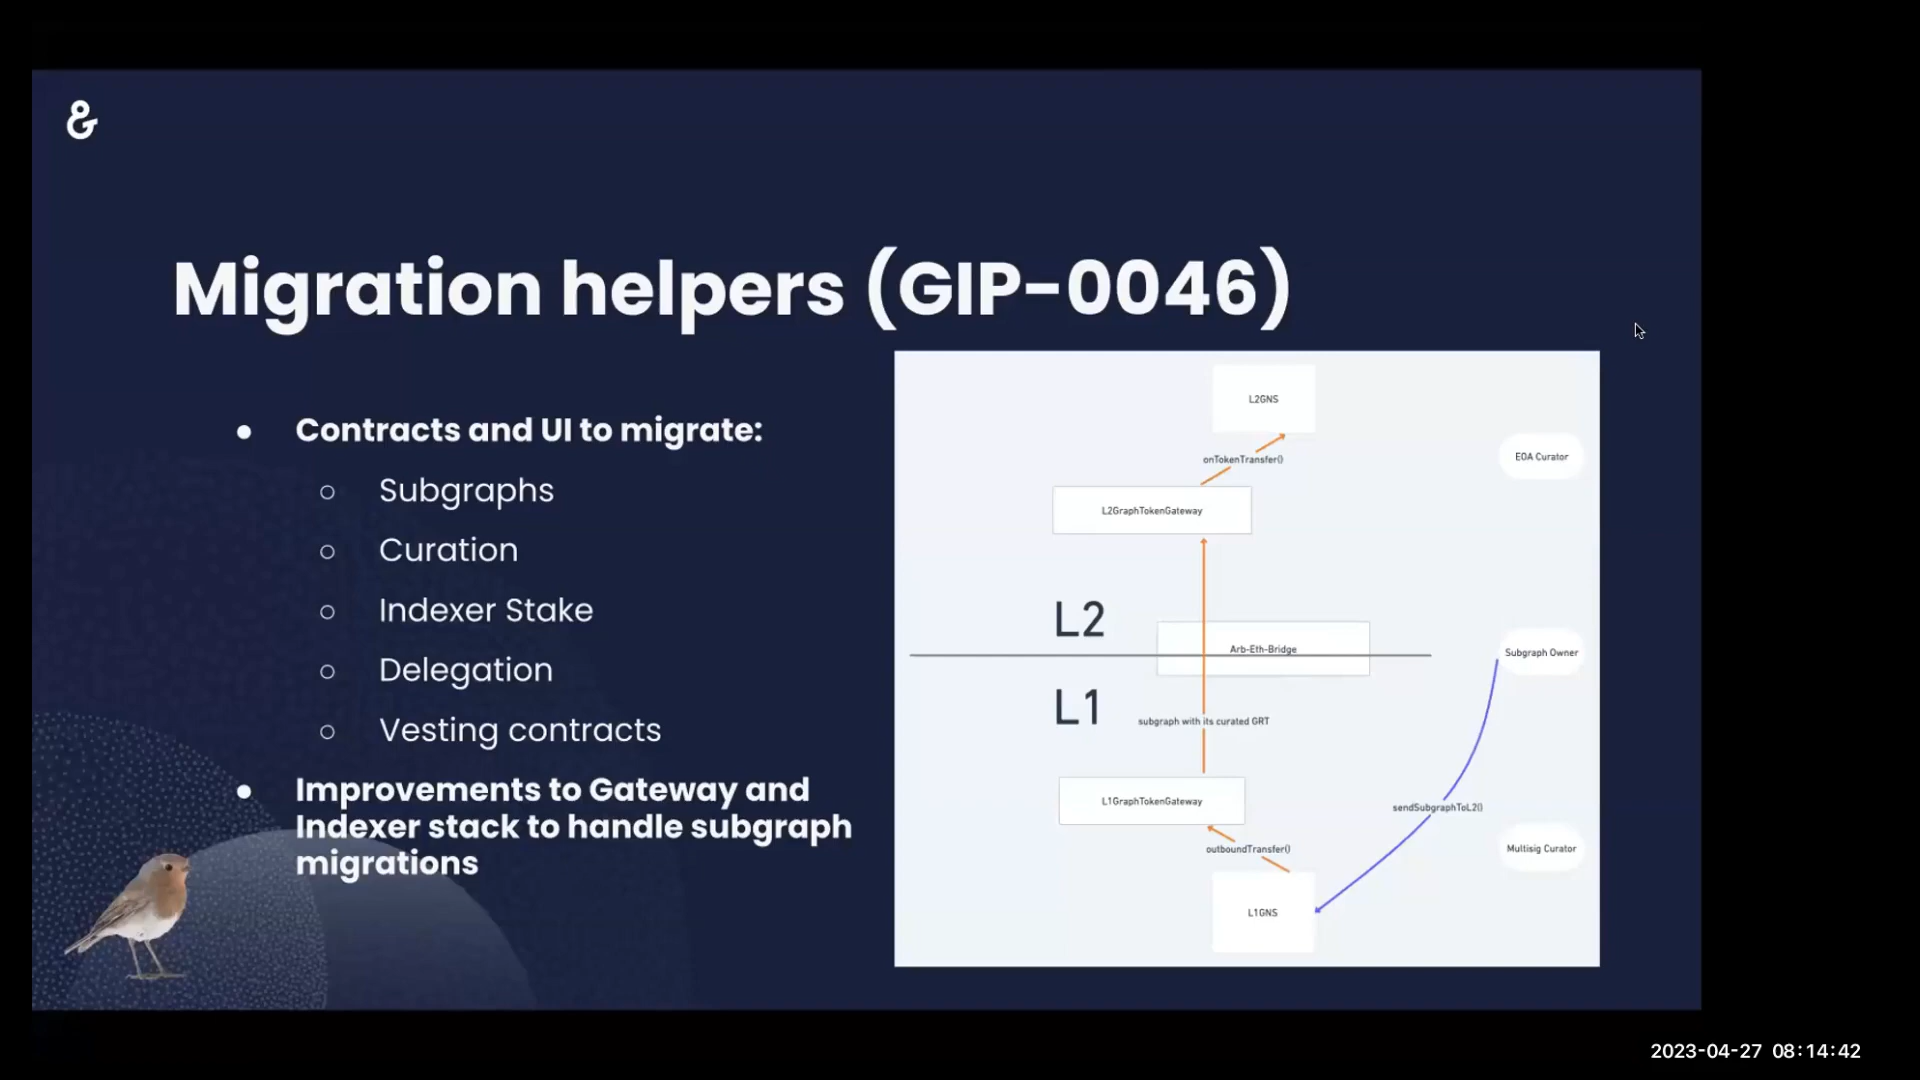 &
Migration helpers (GIP-0046)
● Contracts and UI to migrate:
○ Subgraphs
○ Curation
○ Indexer Stake
○ Delegation
○ Vesting contracts
● Improvements to Gateway and
Indexer stack to handle subgraph
migrations
L2GNS
onTokenTransfer()
EOA Curator
L2GraphTokenGateway
L2
Arb-Eth-Bridge
Subgraph Owner
L1
subgraph with its curated GRT
L1GraphTokenGateway
sendSubgraphToL2()
outboundTransfer()
Multisig Curator
L1GNS
2023-04-27 08:14:42